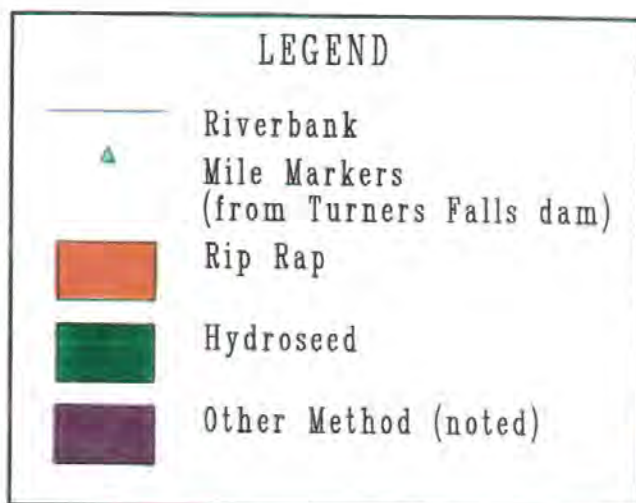 LEGEND
Riverbank
Mile Markers
(from Turners Falls dam)
Rip Rap
Hydroseed
Other Method (noted)